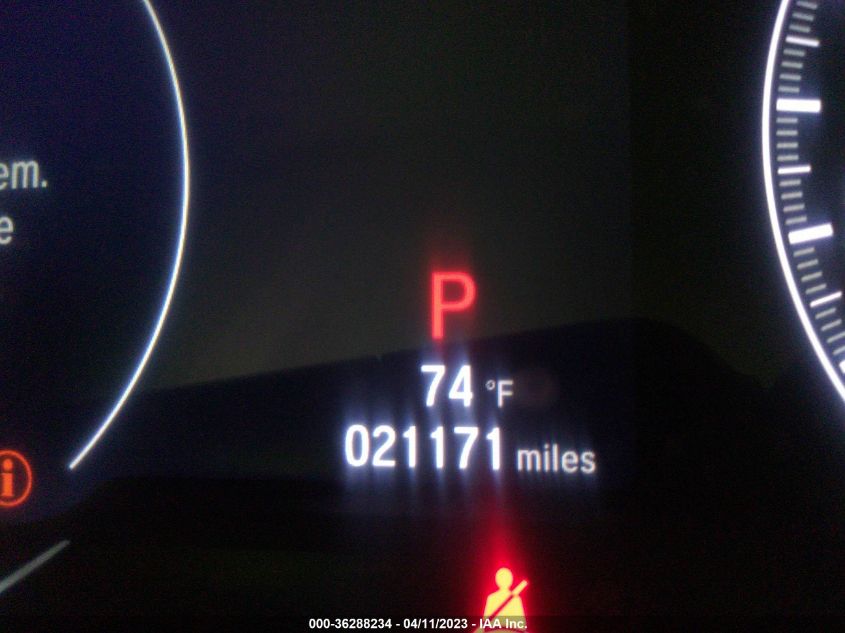 em.
e
P
74 °F
021171 miles
i
000-36288234 - 04/11/2023 - IAA Inc.